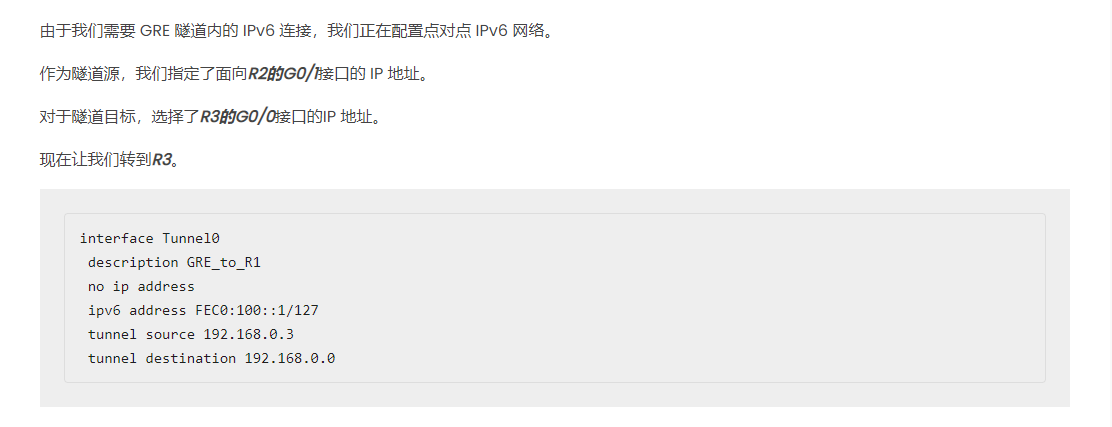 由于我们需要 GRE 隧道内的 IPv6 连接，我们正在配置点对点 IPv6 网络。
作为隧道源，我们指定了面向R2的G0/1接口的 IP 地址。
对于隧道目标，选择了R3的G0/0接口的IP 地址。
现在让我们转到R3。
interface Tunnel0
description GRE_to_R1
no ip address
ipv6 address FEC0:100::1/127
tunnel source 192.168.0.3
tunnel destination 192.168.0.0